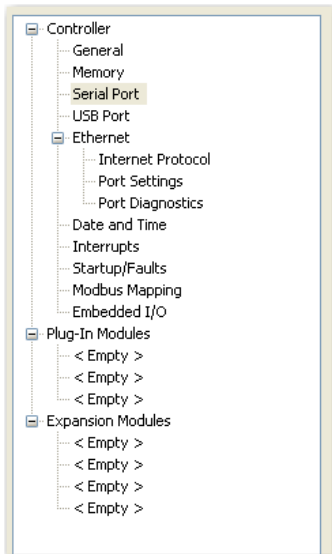 Controller
General
Memory
Serial Port
USB Port
Ethernet
Internet Protocol
Port Settings
Port Diagnostics
Date and Time
Interrupts
Startup/Faults
Modbus Mapping
Embedded I/O
Plug-In Modules
< Empty >
< Empty >
< Empty >
Expansion Modules
< Empty >
< Empty >
< Empty >
< Empty >